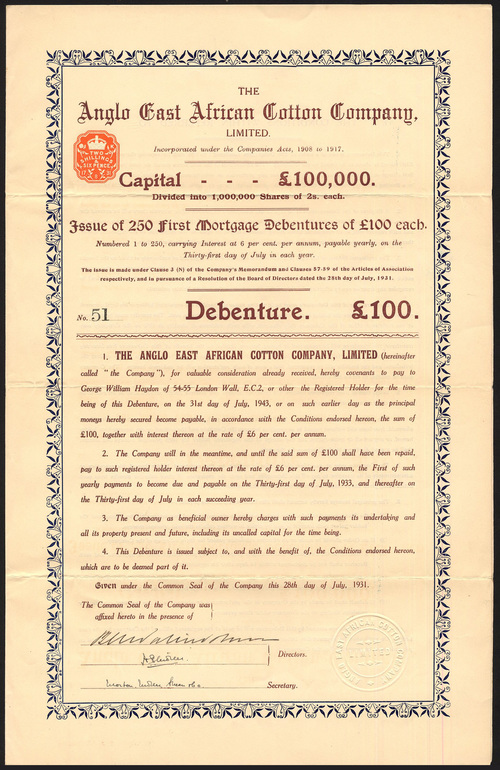 THE
Anglo East African Cotton Company,
LIMITED.
Incorporated under the Companies Acts, 1908 to 1917.
TWO
SHILLINGS
&
SIX PENCE
Capital - - - £100,000.
Divided into 1,000,000 Shares of 2s. each.
Issue of 250 First Mortgage Debentures of £100 each.
Numbered 1 to 250, carrying Interest at 6 per cent. per annum, payable yearly, on the
Thirty-first day of July in each year.
The issue is made under Clause 3 (N) of the Company's Memorandum and Clauses 57-59 of the Articles of Association
respectively, and in pursuance of a Resolution of the Board of Directors dated the 28th day of July, 1931.
No. 51 Debenture. £100.
1. THE ANGLO EAST AFRICAN COTTON COMPANY, LIMITED (hereinafter
called "the Company"), for valuable consideration already received, hereby covenants to pay to
George William Haydon of 54-55 London Wall, E.C.2, or other the Registered Holder for the time
being of this Debenture, on the 31st day of July, 1943, or on such earlier day as the principal
moneys hereby secured become payable, in accordance with the Conditions endorsed hereon, the sum of
£100, together with interest thereon at the rate of £6 per cent. per annum.
2. The Company will in the meantime, and until the said sum of £100 shall have been repaid,
pay to such registered holder interest thereon at the rate of £6 per cent. per annum, the First of such
yearly payments to become due and payable on the Thirty-first day of July, 1933, and thereafter on
the Thirty-first day of July in each succeeding year.
3. The Company as beneficial owner hereby charges with such payments its undertaking and
all its property present and future, including its uncalled capital for the time being.
4. This Debenture is issued subject to, and with the benefit of, the Conditions endorsed hereon,
which are to be deemed part of it.
Given under the Common Seal of the Company this 28th day of July, 1931.
The Common Seal of the Company was
affixed hereto in the presence of
Directors.
Secretary.